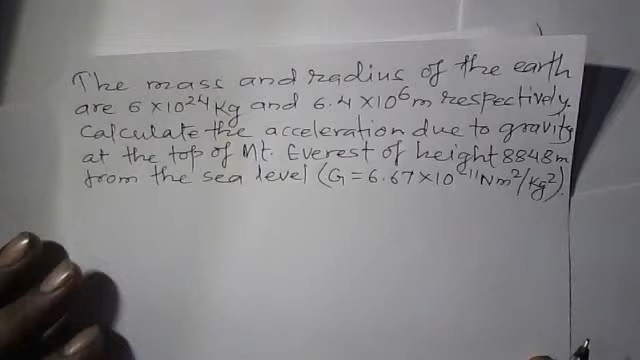 The mass and radius of the earth
are 6 × 10²⁴ kg and 6.4 × 10⁶ m respectively.
Calculate the acceleration due to gravity
at the top of Mt. Everest of height 8848 m
from the sea level (G = 6.67 × 10⁻¹¹ Nm²/kg²).